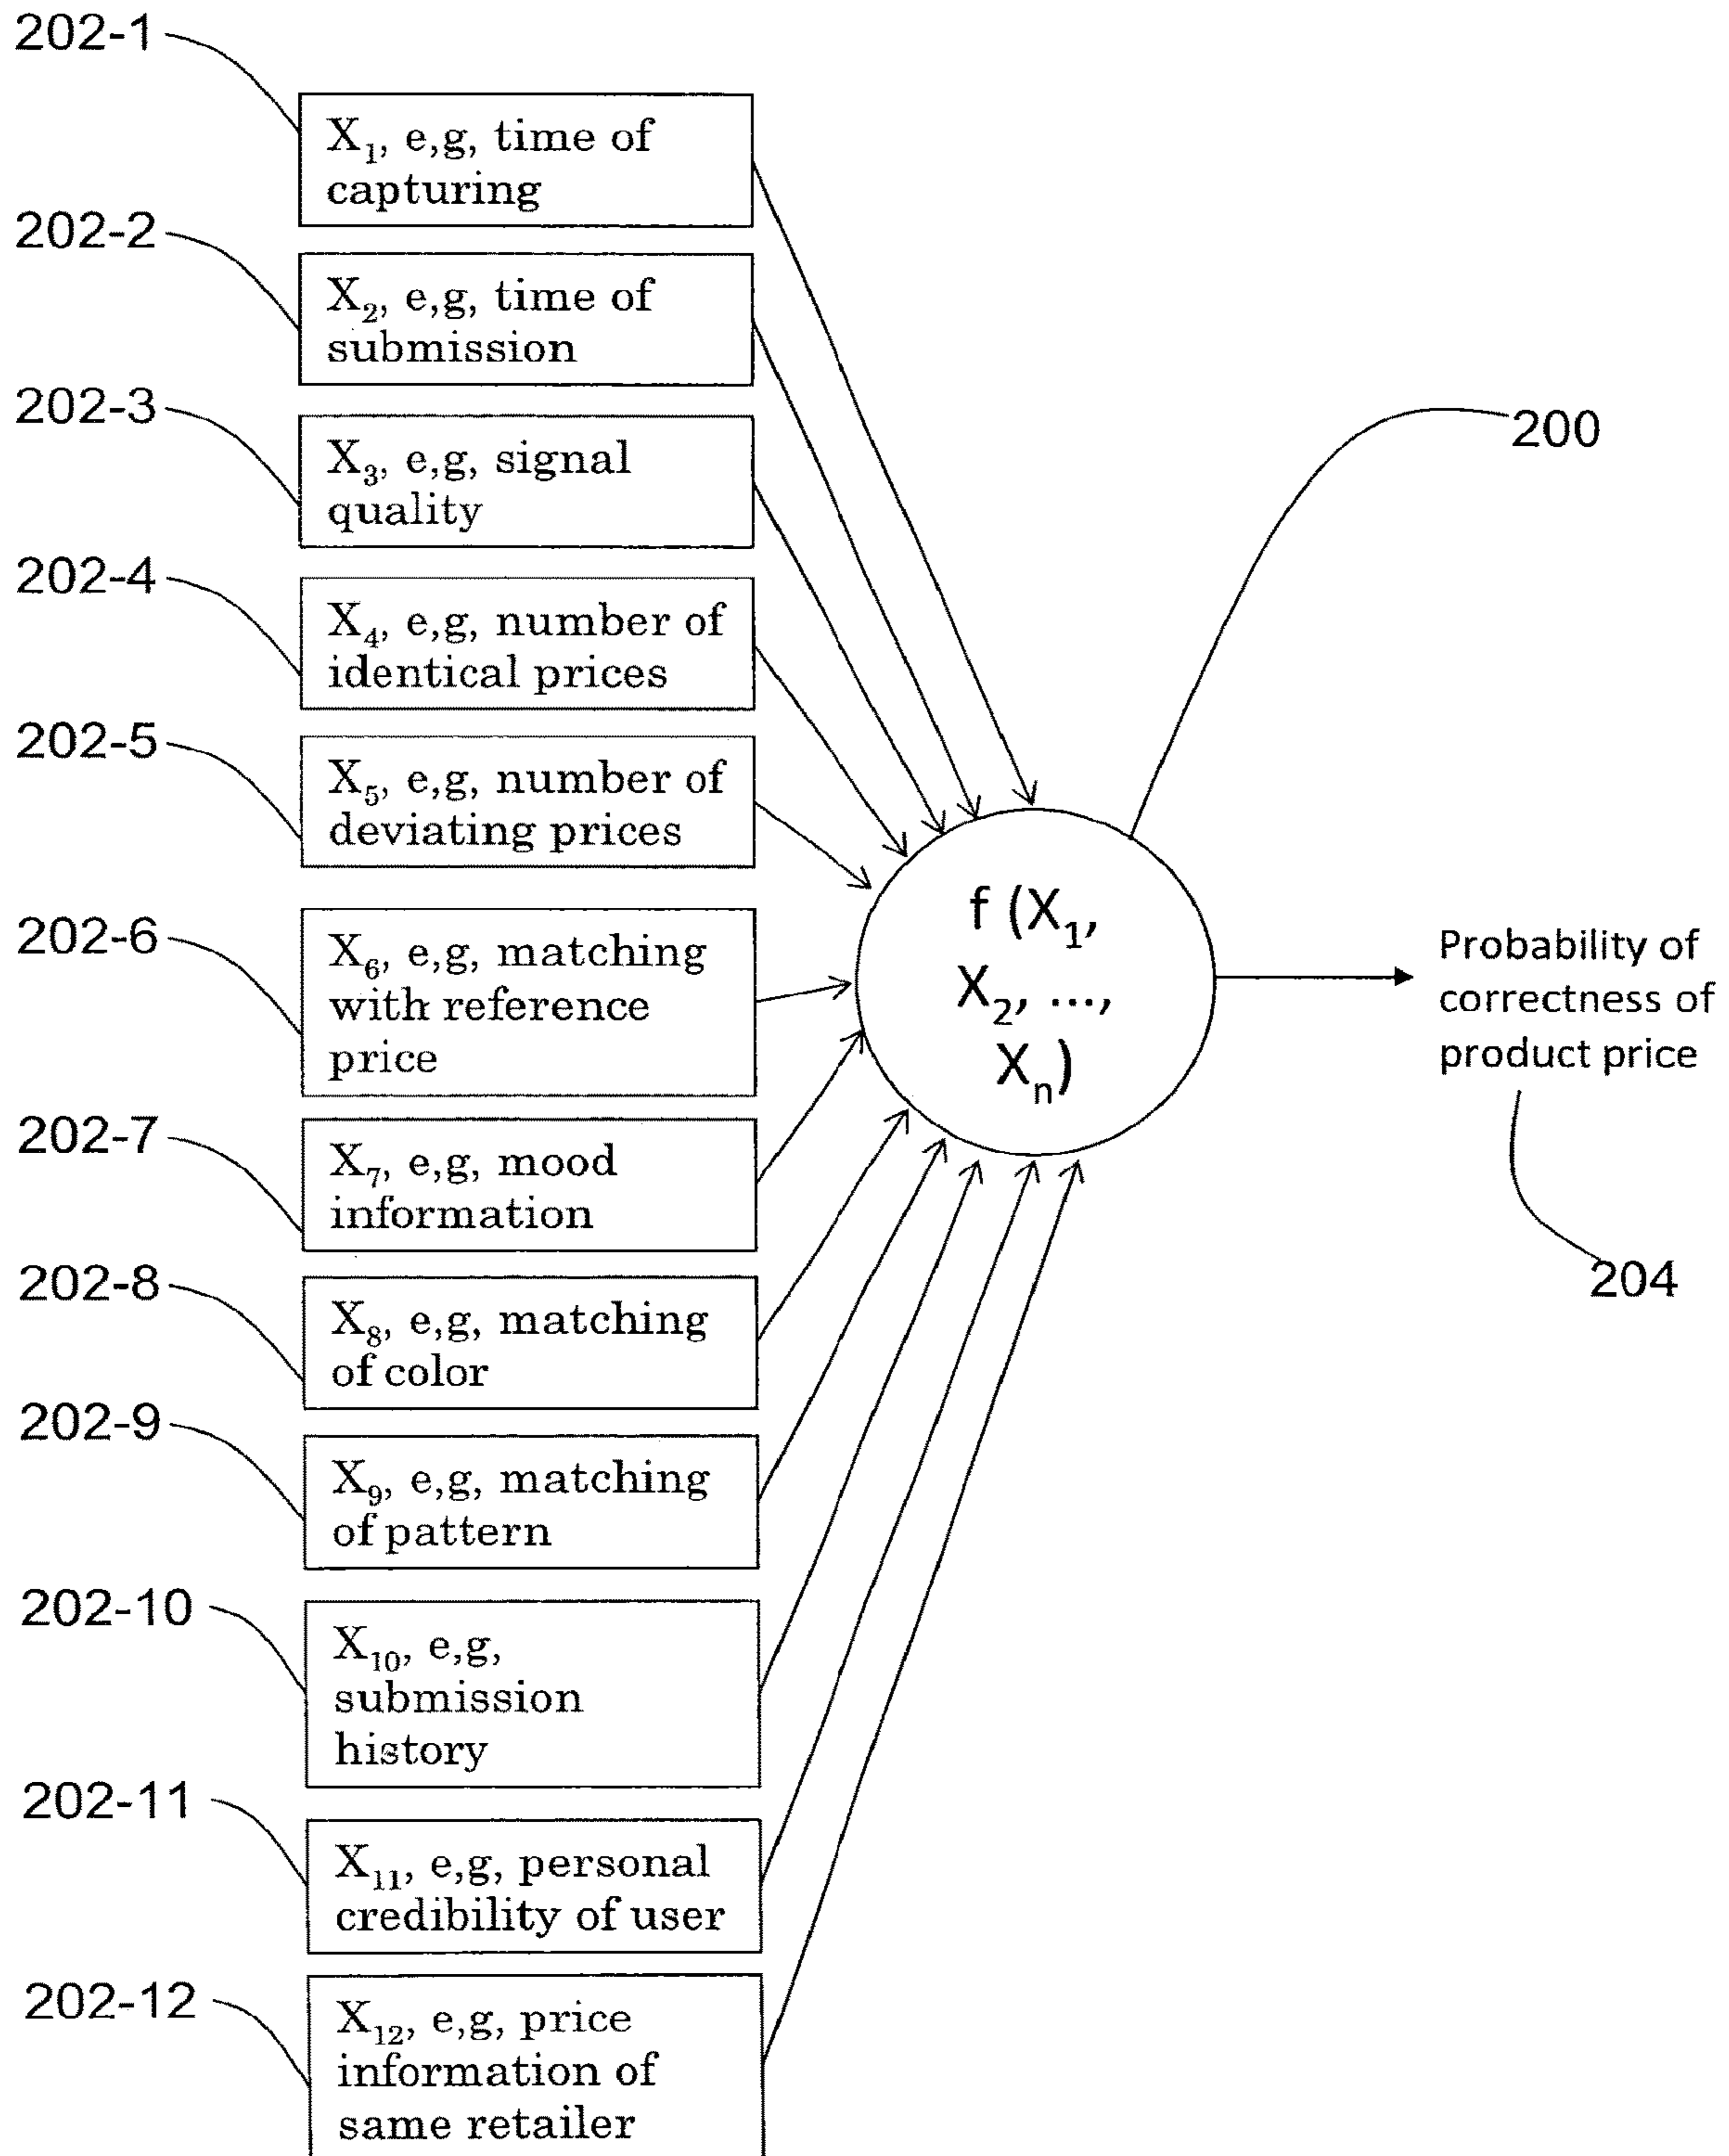 202-1
X₁, e,g, time of
capturing
202-2
X₂, e,g, time of
submission
202-3
X₃, e,g, signal
quality
202-4
X₄, e,g, number of
identical prices
202-5
X₅, e,g, number of
deviating prices
202-6
X₆, e,g, matching
with reference
price
202-7
X₇, e,g, mood
information
202-8
X₈, e,g, matching
of color
202-9
X₉, e,g, matching
of pattern
202-10
X₁₀, e,g,
submission
history
202-11
X₁₁, e,g, personal
credibility of user
202-12
X₁₂, e,g, price
information of
same retailer
200
f (X₁,
X₂, ...,
Xₙ)
Probability of
correctness of
product price
204